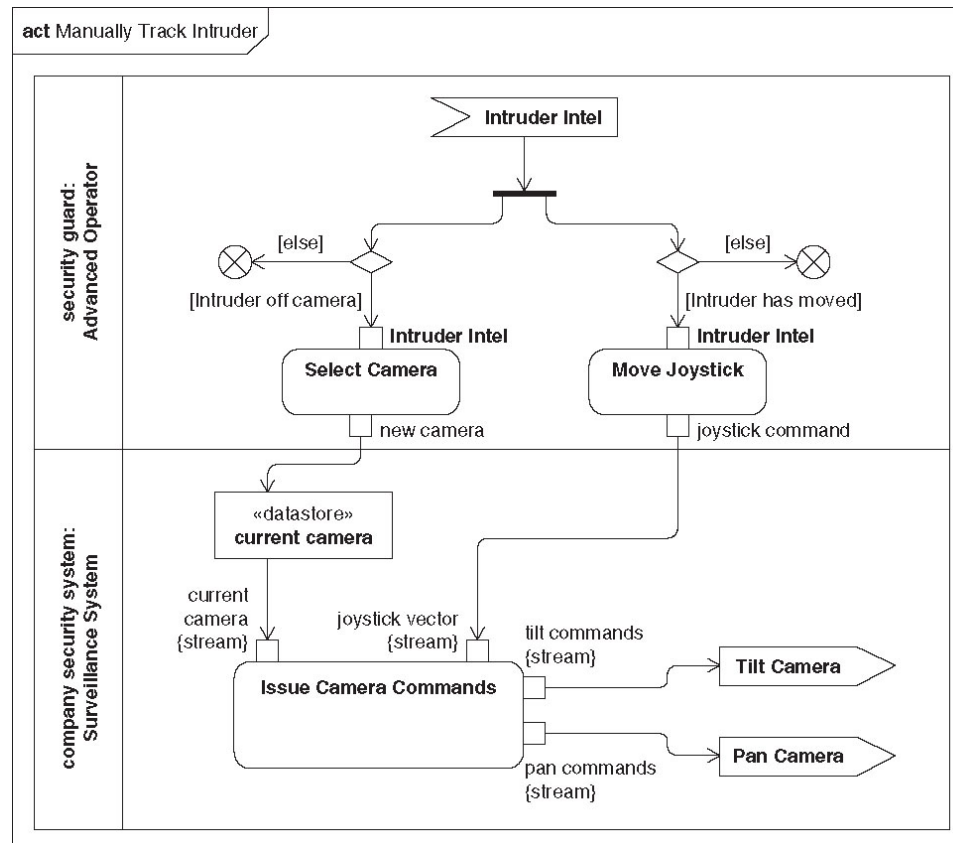 act Manually Track Intruder
security guard:
Advanced Operator
Intruder Intel
[else]
[else]
[Intruder off camera]
[Intruder has moved]
Intruder Intel
Intruder Intel
Select Camera
Move Joystick
new camera
joystick command
company security system:
Surveillance System
«datastore»
current camera
current
camera
{stream}
joystick vector
{stream}
tilt commands
{stream}
Tilt Camera
Issue Camera Commands
Pan Camera
pan commands
{stream}